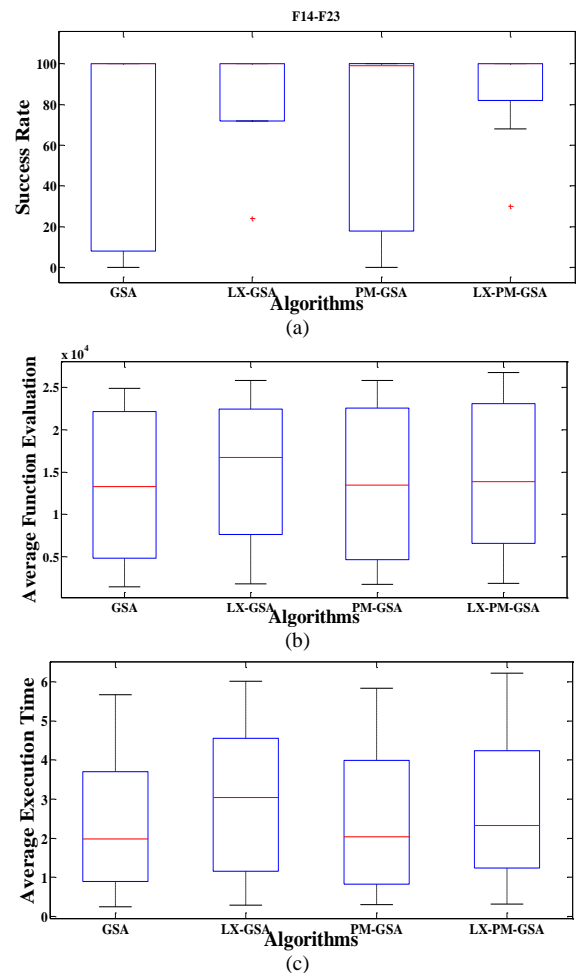 F14-F23
Success Rate
100
80
60
40
20
0
GSA LX-GSA PM-GSA LX-PM-GSA
Algorithms
(a)
x 10^4
Average Function Evaluation
2.5
2
1.5
1
0.5
GSA LX-GSA PM-GSA LX-PM-GSA
Algorithms
(b)
Average Execution Time
6
5
4
3
2
1
0
GSA LX-GSA PM-GSA LX-PM-GSA
Algorithms
(c)